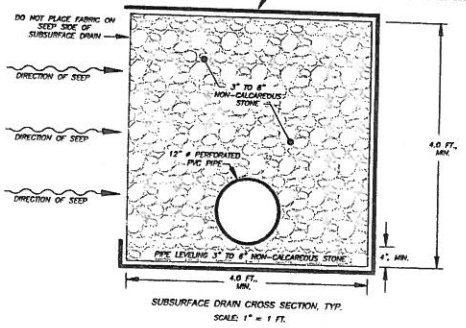 DO NOT PLACE FABRIC ON
SEEP SIDE OF
SUBSURFACE DRAIN
DIRECTION OF SEEP
3" TO 8"
NON-CALCAREOUS
STONE
DIRECTION OF SEEP
4.0 FT.,
MIN.
12" ø PERFORATED
PVC PIPE
DIRECTION OF SEEP
PIPE LEVELING 3" TO 6" NON-CALCAREOUS STONE
4", MIN.
4.0 FT.,
MIN.
SUBSURFACE DRAIN CROSS SECTION, TYP.
SCALE: 1" = 1 FT.